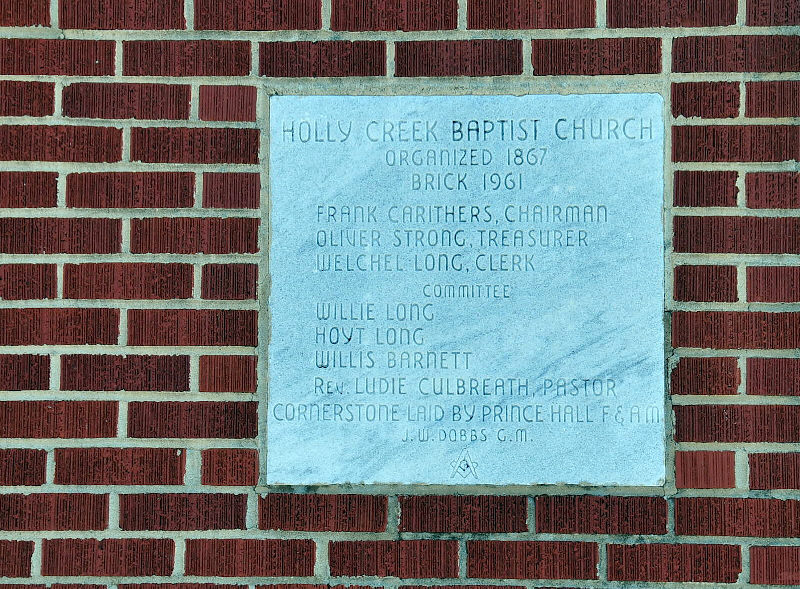 HOLLY CREEK BAPTIST CHURCH
ORGANIZED 1867
BRICK 1961
FRANK CARITHERS, CHAIRMAN
OLIVER STRONG, TREASURER
WELCHEL LONG, CLERK
COMMITTEE
WILLIE LONG
HOYT LONG
WILLIS BARNETT
REV. LUDIE CULBREATH, PASTOR
CORNERSTONE LAID BY PRINCE HALL F & A M
J. W. DOBBS G. M.
G